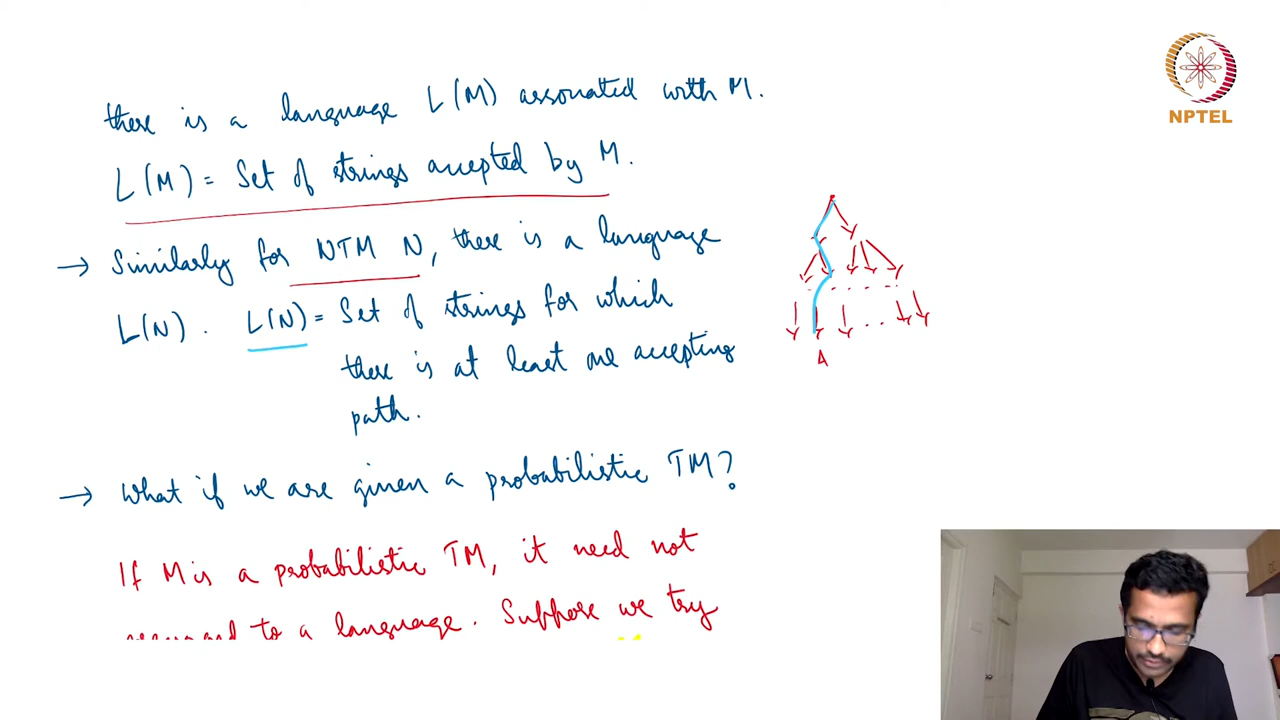 NPTEL
there is a language L(M) associated with M.
L(M) = Set of strings accepted by M.
→ Similarly for NTM N, there is a language
L(N). L(N) = Set of strings for which
there is at least one accepting
path.
A
→ What if we are given a probabilistic TM?
If M is a probabilistic TM, it need not
to a language. Suppose we try